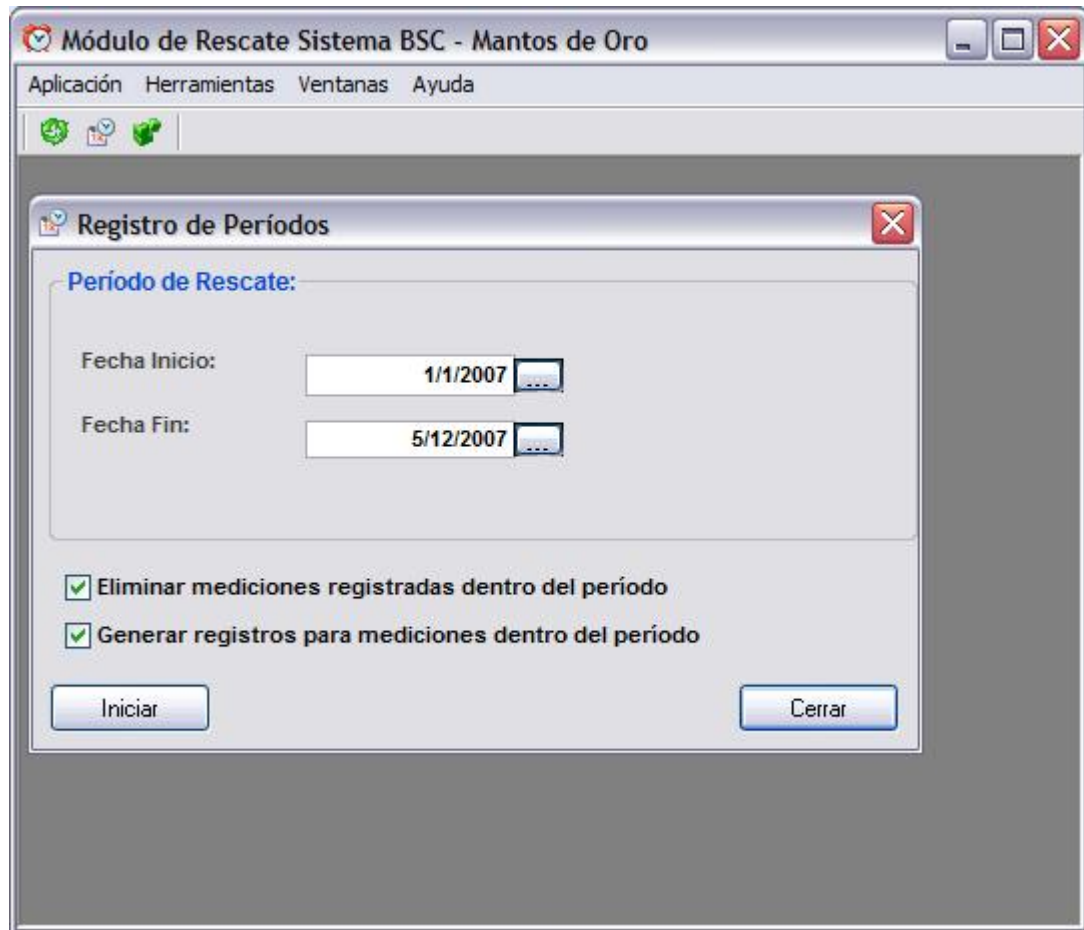 Módulo de Rescate Sistema BSC - Mantos de Oro
Aplicación Herramientas Ventanas Ayuda
Registro de Períodos
Período de Rescate:
Fecha Inicio: 1/1/2007 ...
Fecha Fin: 5/12/2007 ...
Eliminar mediciones registradas dentro del período
Generar registros para mediciones dentro del período
Iniciar Cerrar